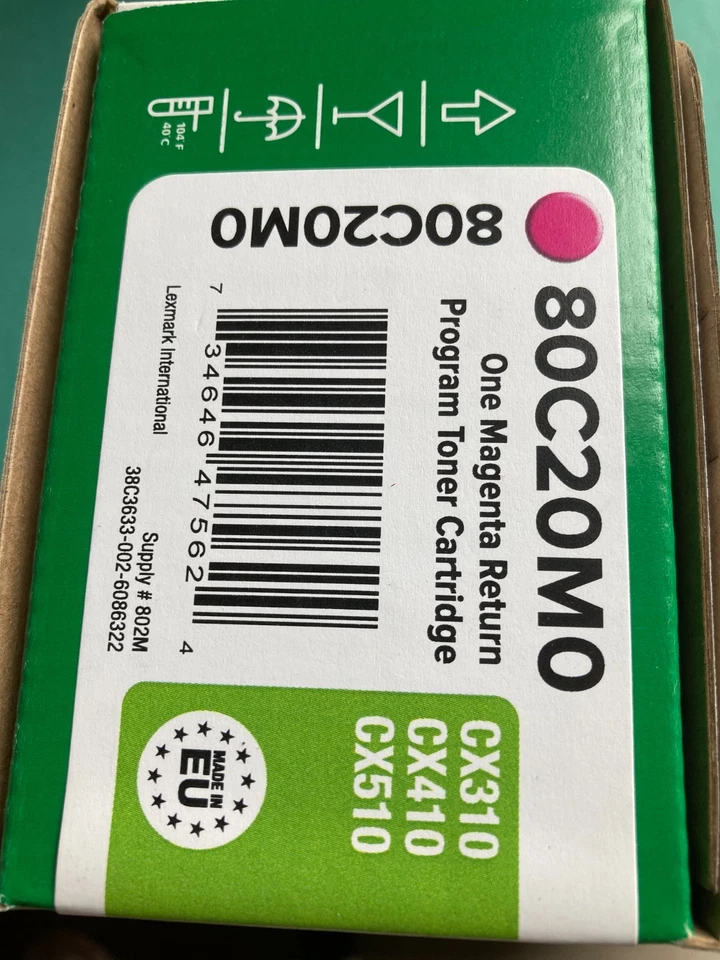 104°F
40°C
80C20M0
80C20M0
One Magenta Return
Program Toner Cartridge
7 34646 47562 4
Lexmark International
Supply # 802M
38C3633-002-6086322
CX310
CX410
CX510
MADE IN
EU